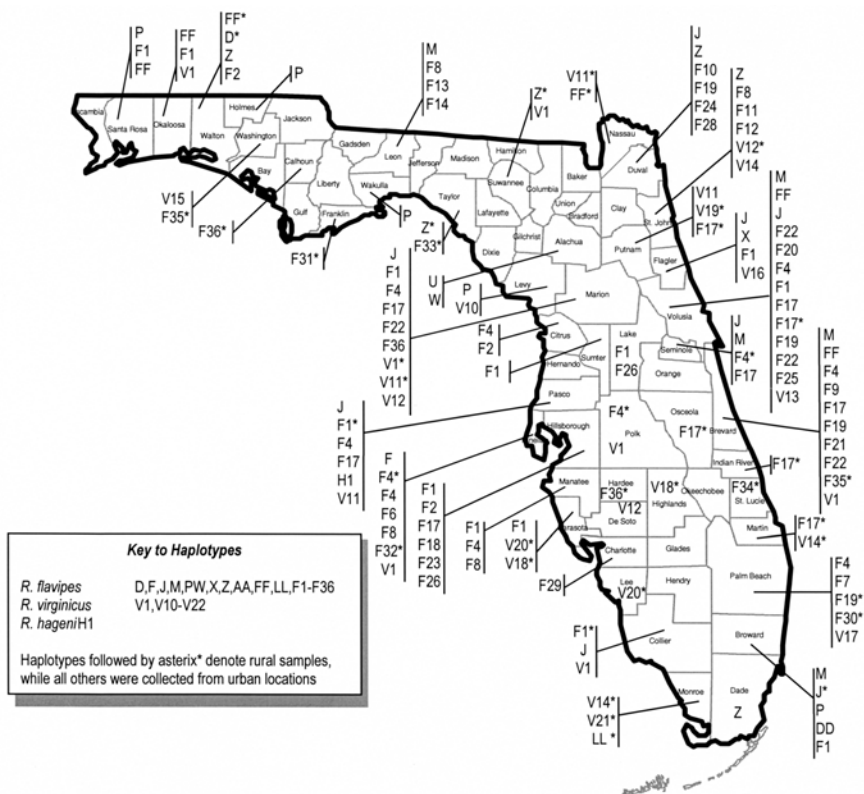 P
F1
FF
FF
F1
V1
FF*
D*
Z
F2
P
M
F8
F13
F14
Z*
V1
V11*
FF*
J
Z
F10
F19
F24
F28
Z
F8
F11
F12
V12*
V14
V11
V19*
F17*
J
X
F1
V16
M
FF
J
F22
F20
F4
F1
F17
F17*
F19
F22
F25
V13
Santa Rosa
Okaloosa
Walton
Holmes
Jackson
Washington
Bay
Calhoun
Gulf
Liberty
Gadsden
Franklin
Leon
Wakulla
Jefferson
Madison
Taylor
Hamilton
Suwannee
Lafayette
Columbia
Dixie
Gilchrist
Baker
Union
Bradford
Alachua
Nassau
Duval
Clay
St. Johns
Putnam
Flagler
Levy
Marion
Volusia
Citrus
Hernando
Sumter
Lake
F1
F26
Seminole
Orange
Pasco
Hillsborough
F4*
Polk
V1
Osceola
F17*
Brevard
Indian River
Manatee
Hardee
F36*
V12
V18*
Highlands
Okeechobee
F34*
St. Lucie
De Soto
Martin
Charlotte
Glades
Lee
V20*
Hendry
Palm Beach
Collier
Broward
Monroe
Dade
Z
V15
F35*
F36*
F31*
P
Z*
F33*
U
W
P
V10
J
F1
F4
F17
F22
F36
V1*
V11*
V12
F4
F2
F1
J
M
F4*
F17
M
FF
F4
F9
F17
F19
F21
F22
F35*
V1
J
F1*
F4
F17
H1
V11
F
F4*
F4
F6
F8
F32*
V1
F1
F2
F17
F18
F23
F26
F1
F4
F8
F1
V20*
V18*
F29
F17*
F17*
V14*
F4
F7
F19*
F30*
V17
F1*
J
V1
V14*
V21*
LL *
M
J*
P
DD
F1
Key to Haplotypes
R. flavipes D,F,J,M,PW,X,Z,AA,FF,LL,F1-F36
R. virginicus V1,V10-V22
R. hageniH1
Haplotypes followed by asterix* denote rural samples,
while all others were collected from urban locations